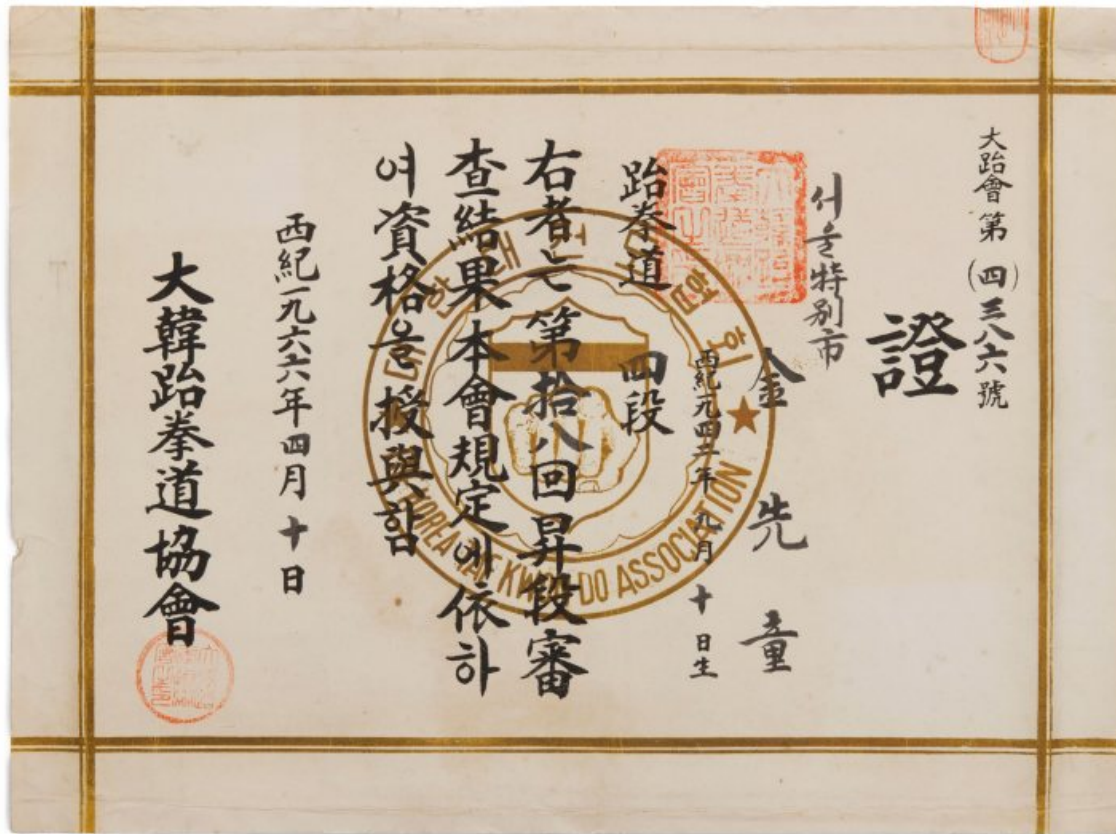 大跆會第(四三八六號
證
서울特別市
金先童
西紀一九四二年九月十日生
跆拳道 四段
右者는 第拾八回昇段審
査結果本會規定에依하
여資格을授與함
西紀一九六六年四月十日
大韓跆拳道協會
KOREA TAE KWON DO ASSOCIATION